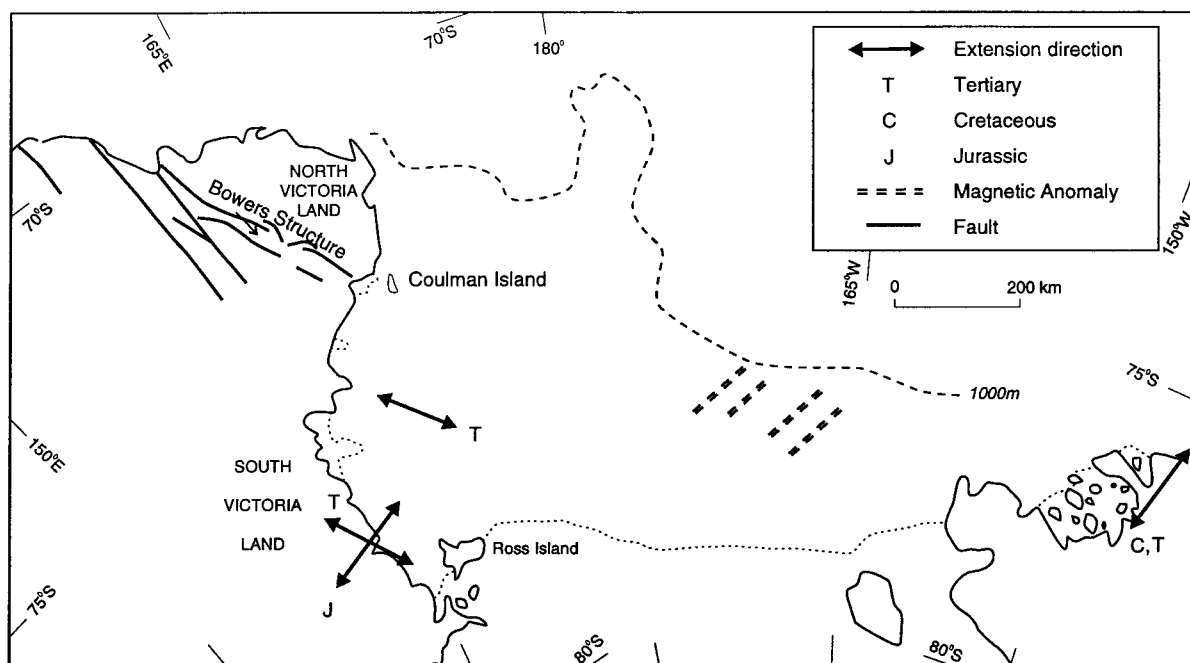 165°E
70°S
180°
Extension direction
T Tertiary
C Cretaceous
J Jurassic
Magnetic Anomaly
Fault
NORTH
VICTORIA
LAND
Bowers Structure
70°S
150°W
165°W
0 200 km
Coulman Island
75°S
1000m
T
150°E
SOUTH
VICTORIA
LAND
T
Ross Island
C,T
J
75°S
80°S
80°S